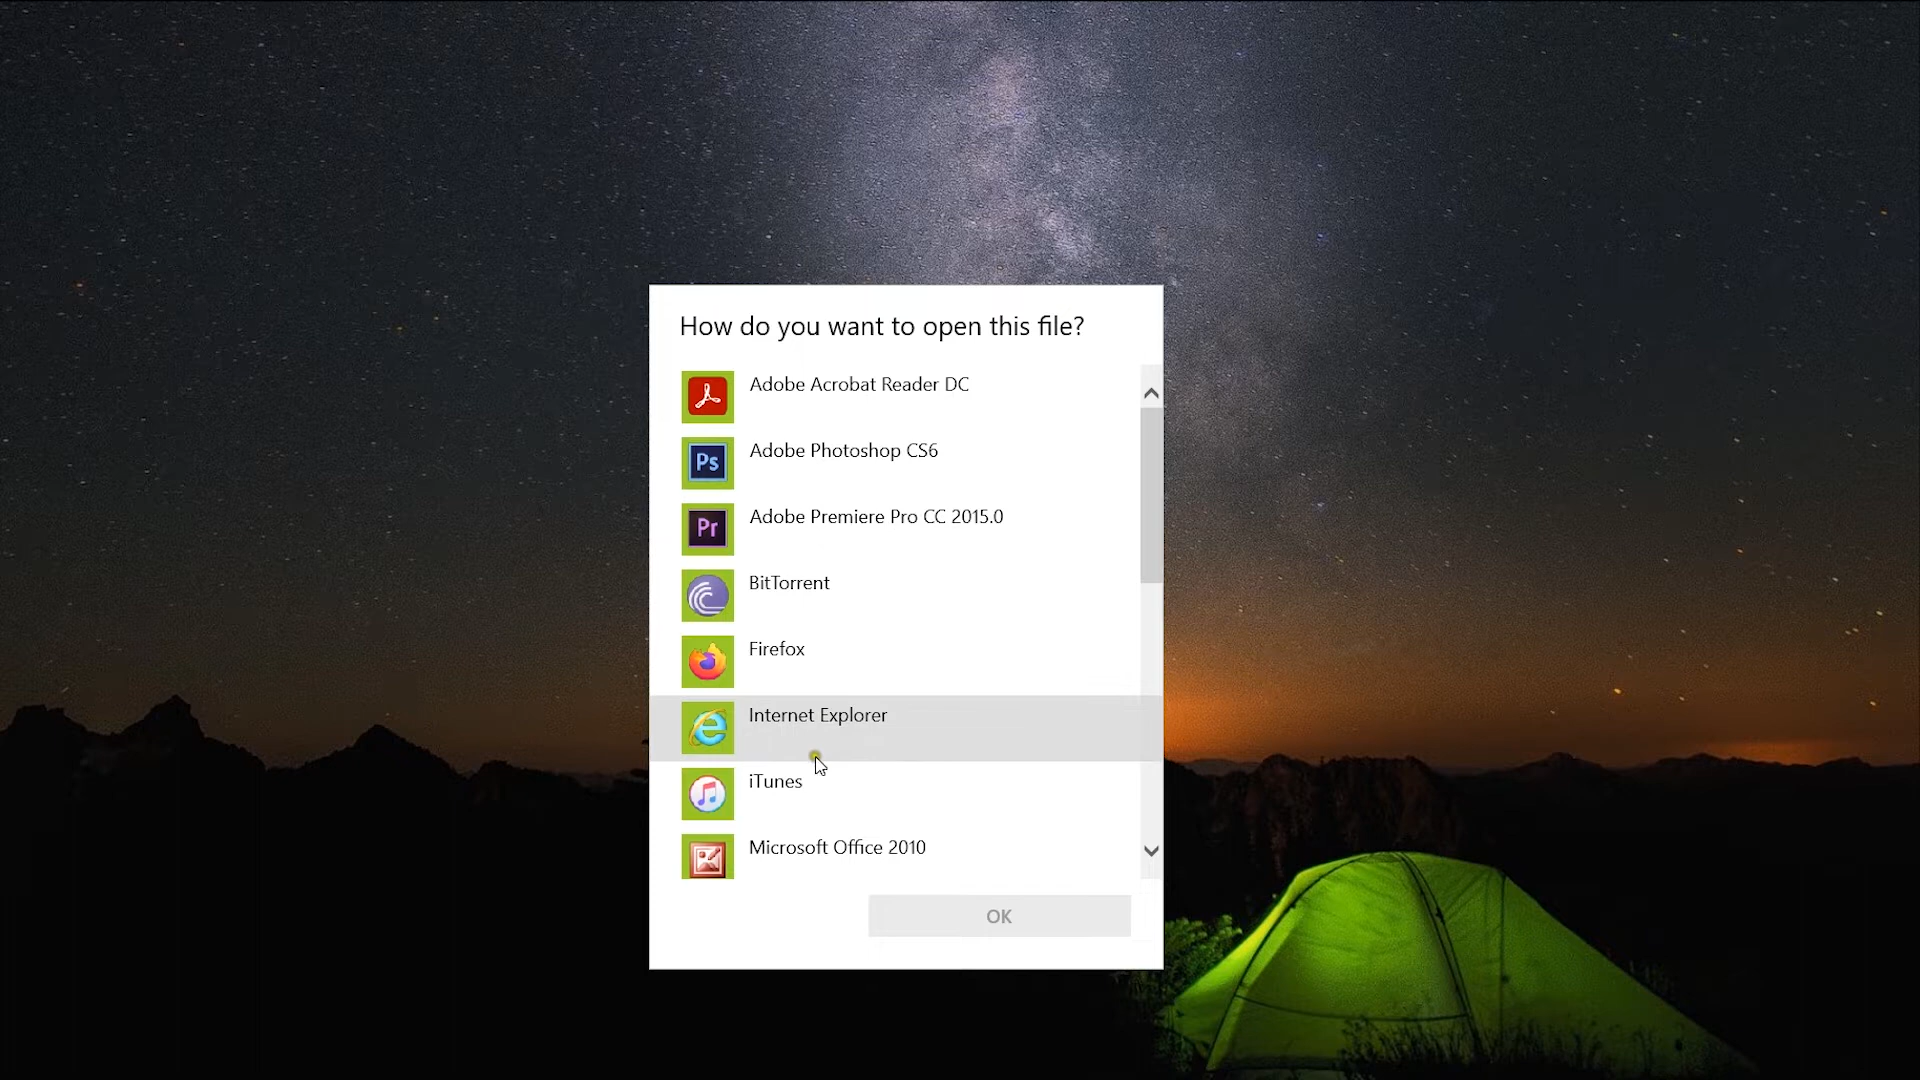 How do you want to open this file?
Adobe Acrobat Reader DC
Ps
Adobe Photoshop CS6
Pr
Adobe Premiere Pro CC 2015.0
BitTorrent
Firefox
Internet Explorer
iTunes
Microsoft Office 2010
OK